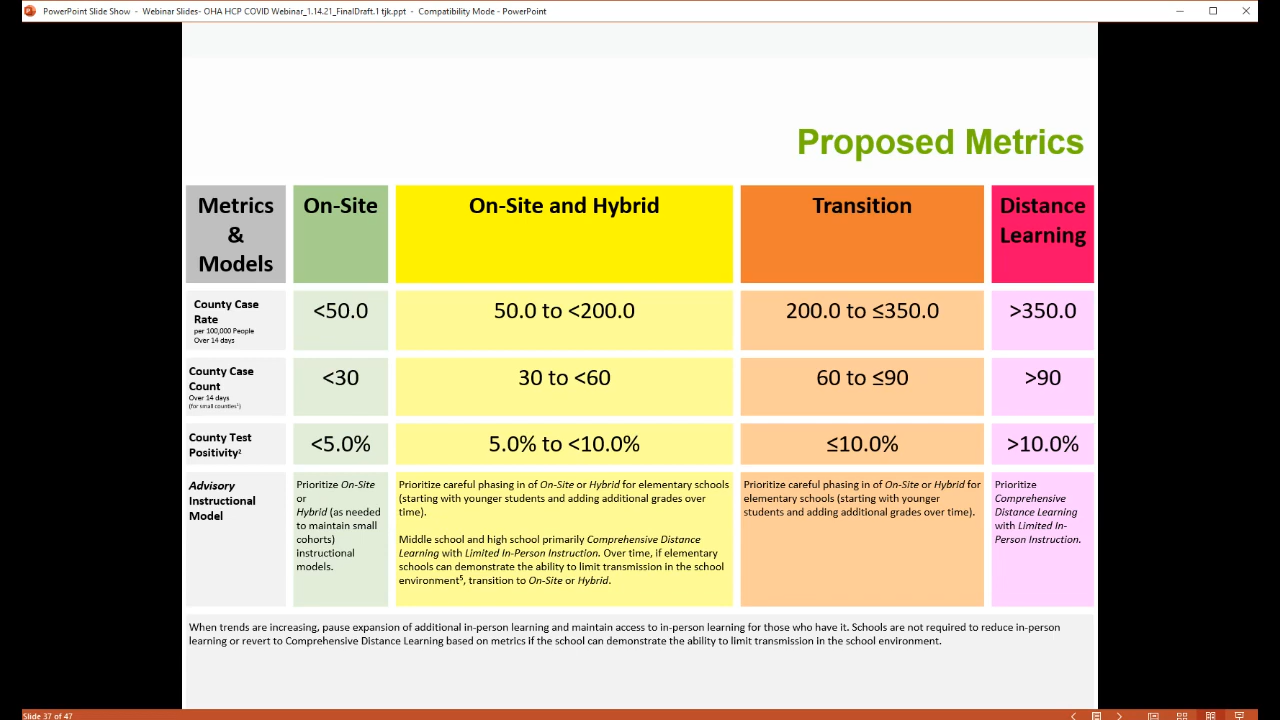 PowerPoint Slide Show - Webinar Slides- OHA HCP COVID Webinar_1.14.21_FinalDraft.1 tjk.ppt - Compatibility Mode - PowerPoint
Proposed Metrics
Metrics
&
Models
On-Site
On-Site and Hybrid
Transition
Distance
Learning
County Case
Rate
per 100,000 People
Over 14 days
<50.0
50.0 to <200.0
200.0 to ≤350.0
>350.0
County Case
Count
Over 14 days
(for small counties¹)
<30
30 to <60
60 to ≤90
>90
County Test
Positivity²
<5.0%
5.0% to <10.0%
≤10.0%
>10.0%
Advisory
Instructional
Model
Prioritize On-Site
or
Hybrid (as needed
to maintain small
cohorts)
instructional
models.
Prioritize careful phasing in of On-Site or Hybrid for elementary schools
(starting with younger students and adding additional grades over
time).
Middle school and high school primarily Comprehensive Distance
Learning with Limited In-Person Instruction. Over time, if elementary
schools can demonstrate the ability to limit transmission in the school
environment⁵, transition to On-Site or Hybrid.
Prioritize careful phasing in of On-Site or Hybrid for
elementary schools (starting with younger
students and adding additional grades over time).
Prioritize
Comprehensive
Distance Learning
with Limited In-
Person Instruction.
When trends are increasing, pause expansion of additional in-person learning and maintain access to in-person learning for those who have it. Schools are not required to reduce in-person
learning or revert to Comprehensive Distance Learning based on metrics if the school can demonstrate the ability to limit transmission in the school environment.
Slide 37 of 47